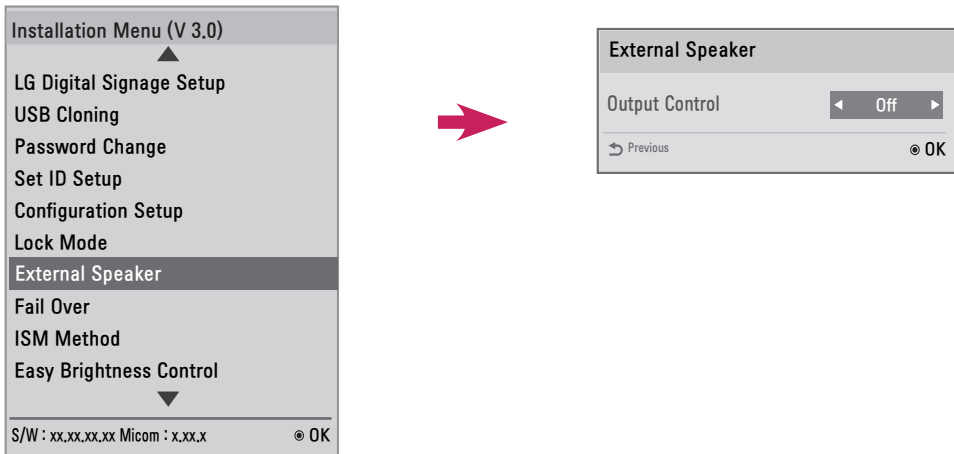 Installation Menu (V 3.0)
LG Digital Signage Setup
USB Cloning
Password Change
Set ID Setup
Configuration Setup
Lock Mode
External Speaker
Fail Over
ISM Method
Easy Brightness Control
S/W : xx.xx.xx.xx Micom : x.xx.x OK
External Speaker
Output Control Off
Previous OK